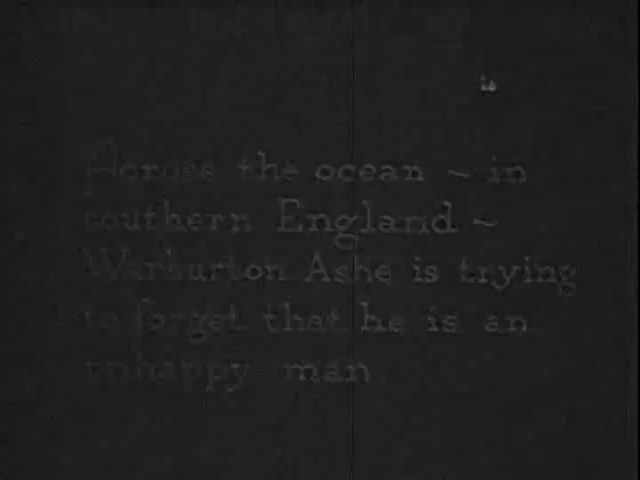 Across the ocean ~ in
southern England ~
Warburton Ashe is trying
to forget that he is an
unhappy man